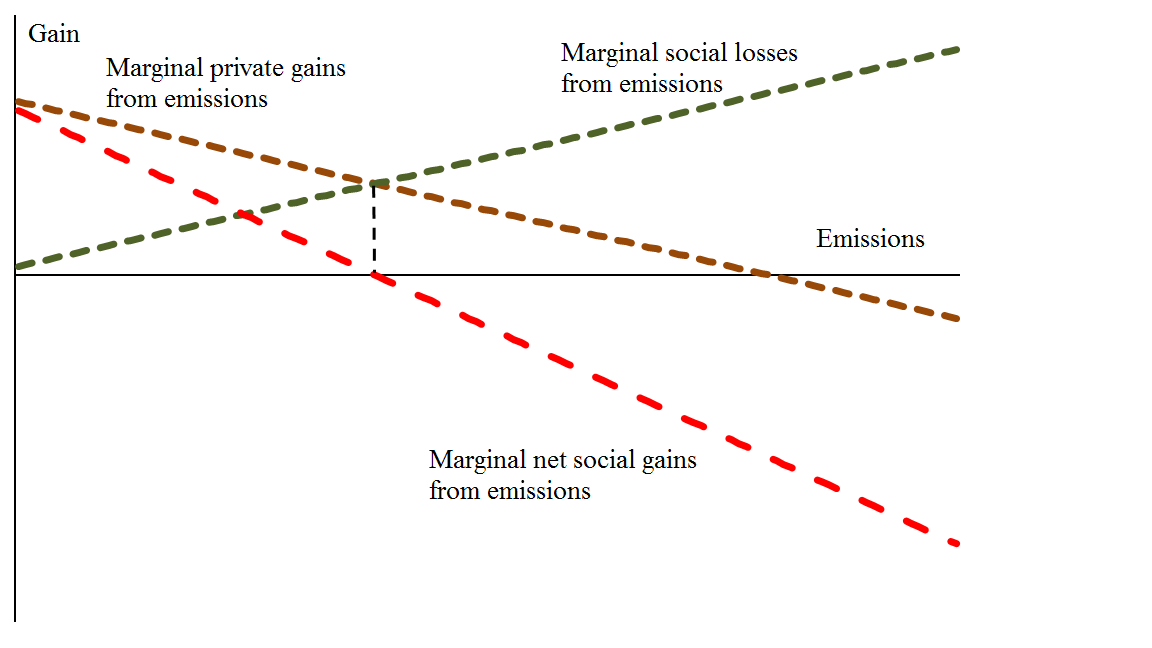 Gain
Marginal private gains
from emissions
Marginal social losses
from emissions
Emissions
Marginal net social gains
from emissions